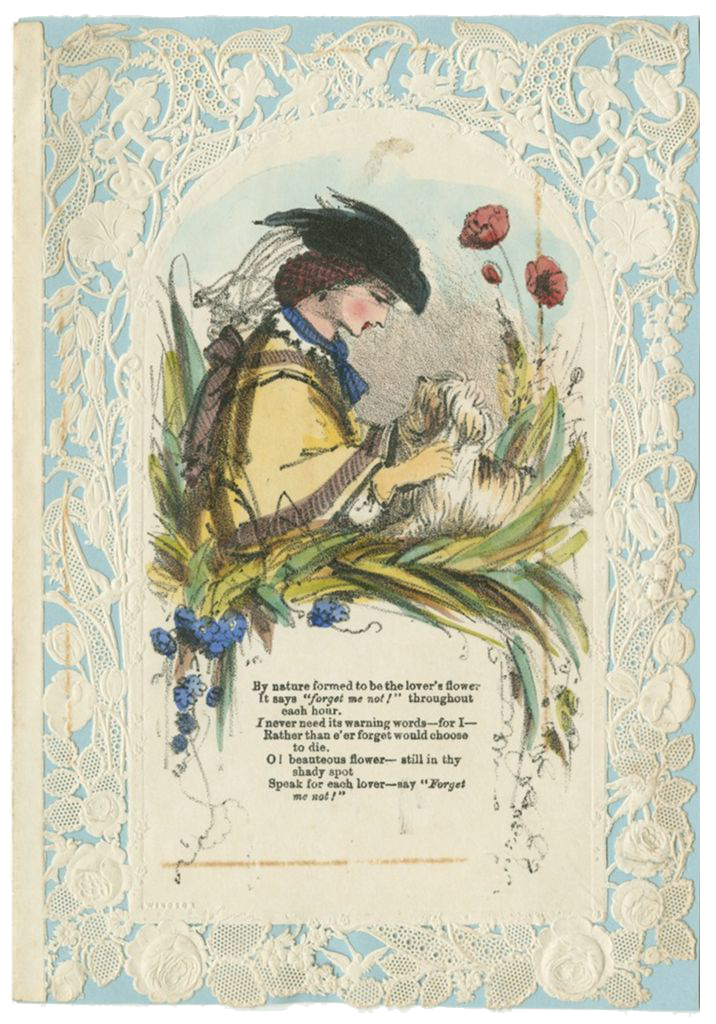 By nature formed to be the lover's flower
It says "forget me not!" throughout
each hour.
I never need its warning words—for I—
Rather than e'er forget would choose
to die.
O! beauteous flower— still in thy
shady spot
Speak for each lover—say "Forget
me not!"
WINDSOR